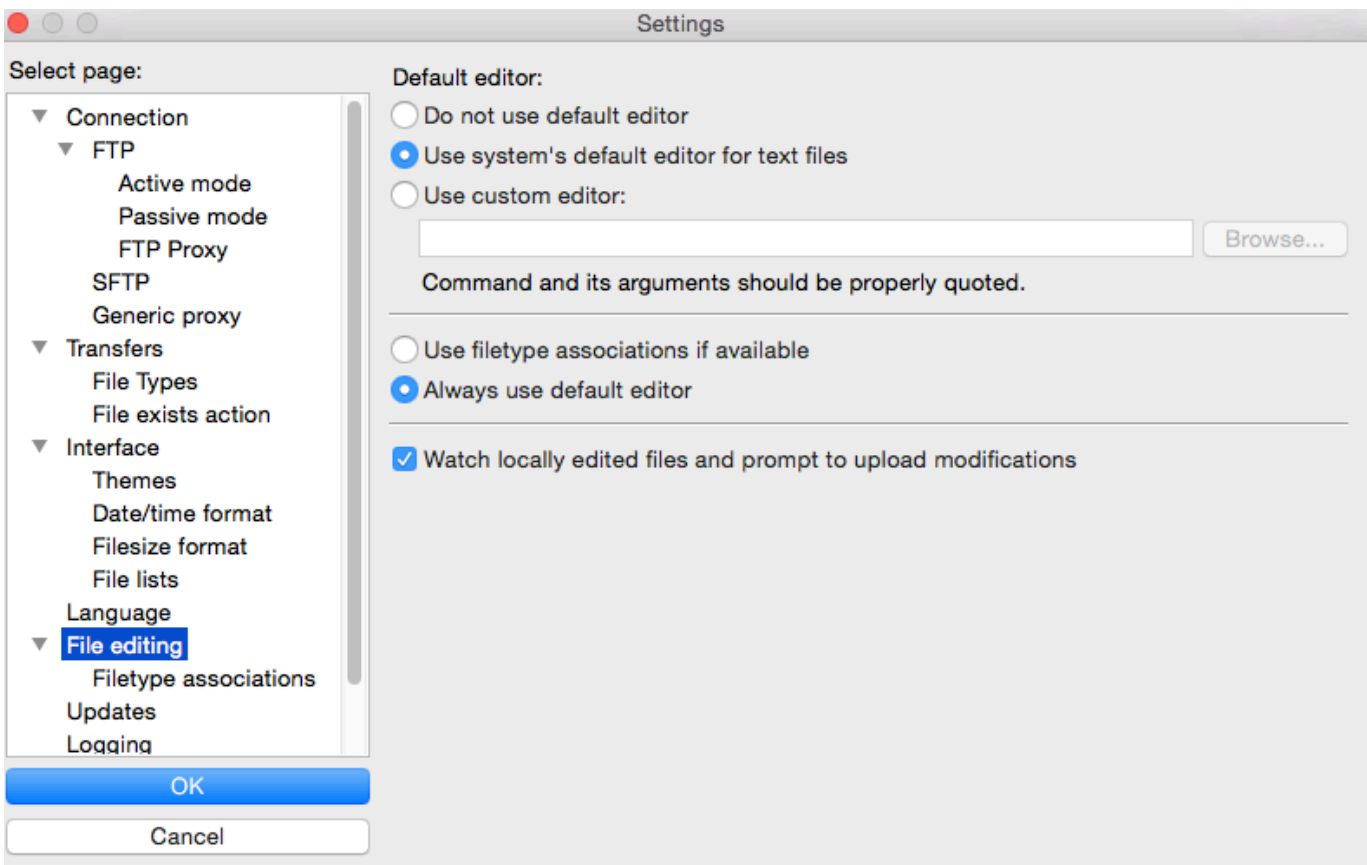 Settings
Select page:
Connection
FTP
Active mode
Passive mode
FTP Proxy
SFTP
Generic proxy
Transfers
File Types
File exists action
Interface
Themes
Date/time format
Filesize format
File lists
Language
File editing
Filetype associations
Updates
Logging
OK
Cancel
Default editor:
Do not use default editor
Use system's default editor for text files
Use custom editor:
Browse...
Command and its arguments should be properly quoted.
Use filetype associations if available
Always use default editor
Watch locally edited files and prompt to upload modifications